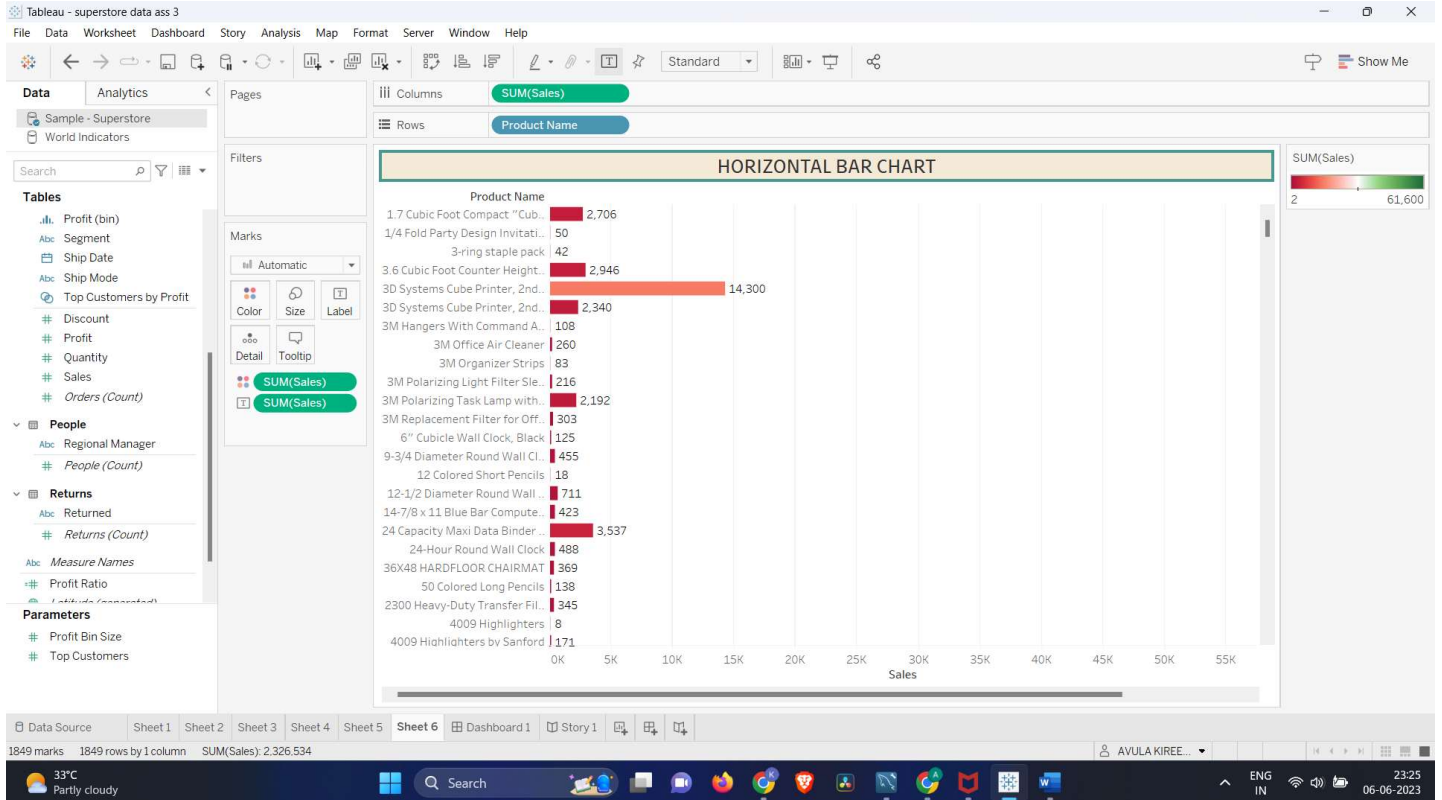 Tableau - superstore data ass 3
File Data Worksheet Dashboard Story Analysis Map Format Server Window Help
Standard
Show Me
Data Analytics
Sample - Superstore
World Indicators
Search
Tables
Profit (bin)
Abc Segment
Ship Date
Abc Ship Mode
Top Customers by Profit
# Discount
# Profit
# Quantity
# Sales
# Orders (Count)
People
Abc Regional Manager
# People (Count)
Returns
Abc Returned
# Returns (Count)
Abc Measure Names
=# Profit Ratio
Latitude (generated)
Parameters
# Profit Bin Size
# Top Customers
Pages
Filters
Marks
Automatic
Color Size Label
Detail Tooltip
SUM(Sales)
SUM(Sales)
Columns SUM(Sales)
Rows Product Name
HORIZONTAL BAR CHART
Product Name
1.7 Cubic Foot Compact "Cub.. 2,706
1/4 Fold Party Design Invitati.. 50
3-ring staple pack 42
3.6 Cubic Foot Counter Height.. 2,946
3D Systems Cube Printer, 2nd.. 14,300
3D Systems Cube Printer, 2nd.. 2,340
3M Hangers With Command A.. 108
3M Office Air Cleaner 260
3M Organizer Strips 83
3M Polarizing Light Filter Sle.. 216
3M Polarizing Task Lamp with.. 2,192
3M Replacement Filter for Off.. 303
6" Cubicle Wall Clock, Black 125
9-3/4 Diameter Round Wall Cl.. 455
12 Colored Short Pencils 18
12-1/2 Diameter Round Wall .. 711
14-7/8 x 11 Blue Bar Compute.. 423
24 Capacity Maxi Data Binder .. 3,537
24-Hour Round Wall Clock 488
36X48 HARDFLOOR CHAIRMAT 369
50 Colored Long Pencils 138
2300 Heavy-Duty Transfer Fil.. 345
4009 Highlighters 8
4009 Highlighters by Sanford 171
0K 5K 10K 15K 20K 25K 30K 35K 40K 45K 50K 55K
Sales
SUM(Sales)
2 61,600
Data Source Sheet 1 Sheet 2 Sheet 3 Sheet 4 Sheet 5 Sheet 6 Dashboard 1 Story 1
1849 marks 1849 rows by 1 column SUM(Sales): 2,326,534
AVULA KIREE...
33°C
Partly cloudy
Search
ENG
IN
23:25
06-06-2023